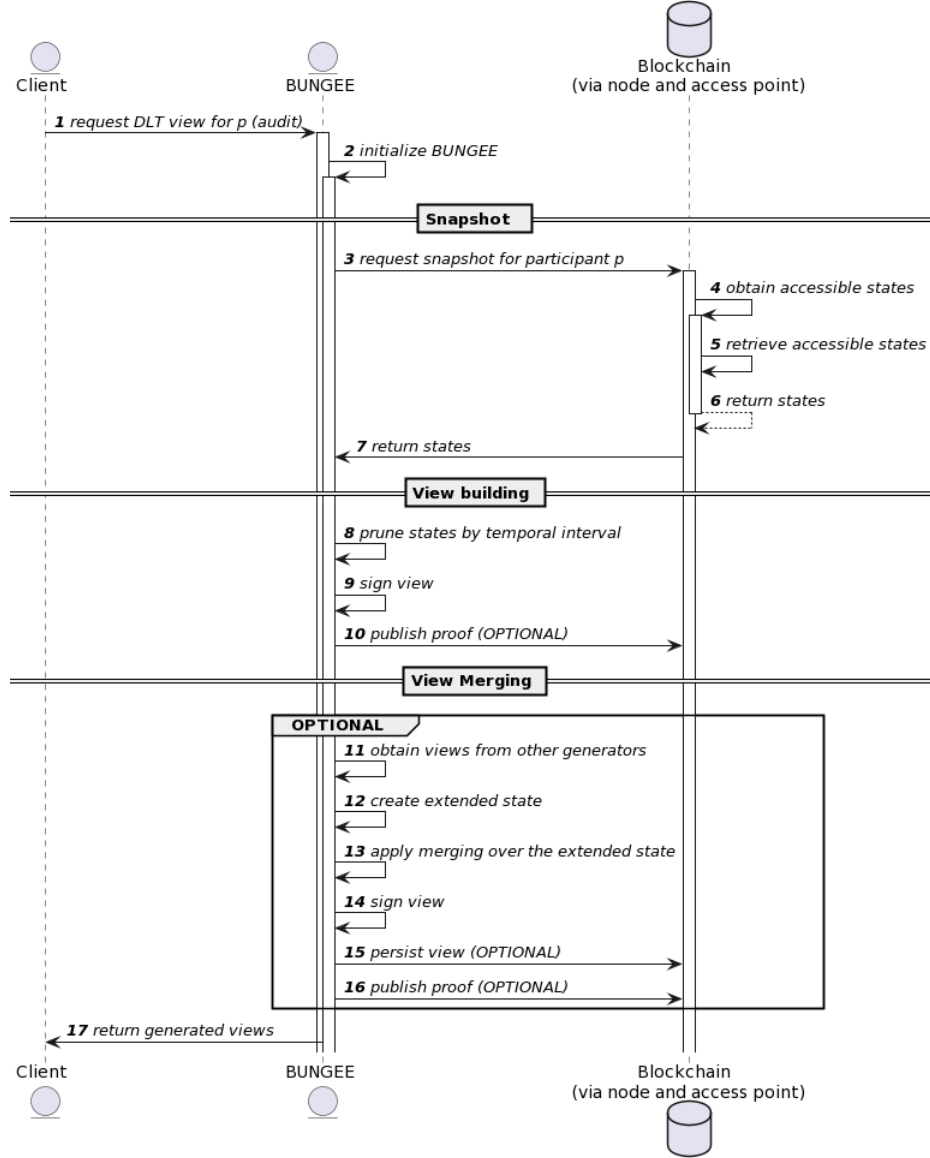 Blockchain
(via node and access point)
Client
BUNGEE
1 request DLT view for p (audit)
2 initialize BUNGEE
Snapshot
3 request snapshot for participant p
4 obtain accessible states
5 retrieve accessible states
6 return states
7 return states
View building
8 prune states by temporal interval
9 sign view
10 publish proof (OPTIONAL)
View Merging
OPTIONAL
11 obtain views from other generators
12 create extended state
13 apply merging over the extended state
14 sign view
15 persist view (OPTIONAL)
16 publish proof (OPTIONAL)
17 return generated views
Client
BUNGEE
Blockchain
(via node and access point)